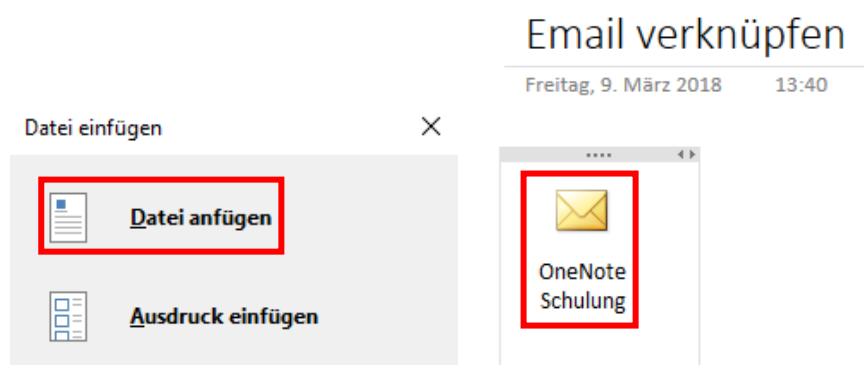 Email verknüpfen
Freitag, 9. März 2018 13:40
Datei einfügen
Datei anfügen
Ausdruck einfügen
OneNote
Schulung